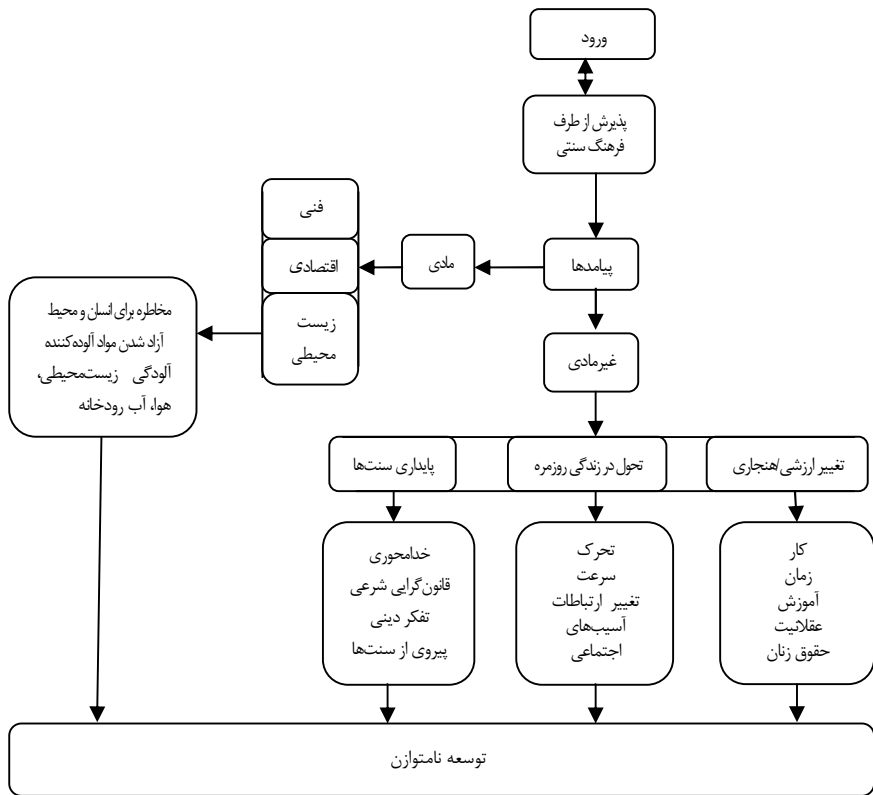 ورود
پذیرش از طرف
فرهنگ سنتی
پیامدها
مادی
فنی
اقتصادی
زیست
محیطی
مخاطره برای انسان و محیط
آزاد شدن مواد آلوده‌کننده
آلودگی زیست‌محیطی،
هوا، آب رودخانه
غیرمادی
تغییر ارزشی/هنجاری
تحول در زندگی روزمره
پایداری سنت‌ها
کار
زمان
آموزش
عقلانیت
حقوق زنان
تحرک
سرعت
تغییر ارتباطات
آسیب‌های
اجتماعی
خدامحوری
قانون‌گرایی شرعی
تفکر دینی
پیروی از سنت‌ها
توسعه نامتوازن